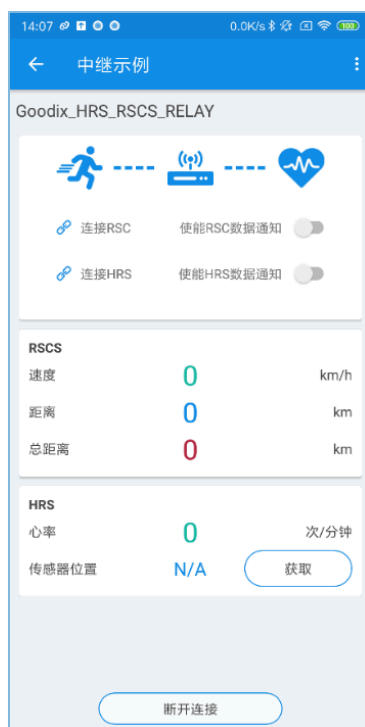 14:07 0.0K/s 100
中继示例
Goodix_HRS_RSCS_RELAY
连接RSC 使能RSC数据通知
连接HRS 使能HRS数据通知
RSCS
速度 0 km/h
距离 0 km
总距离 0 km
HRS
心率 0 次/分钟
传感器位置 N/A 获取
断开连接